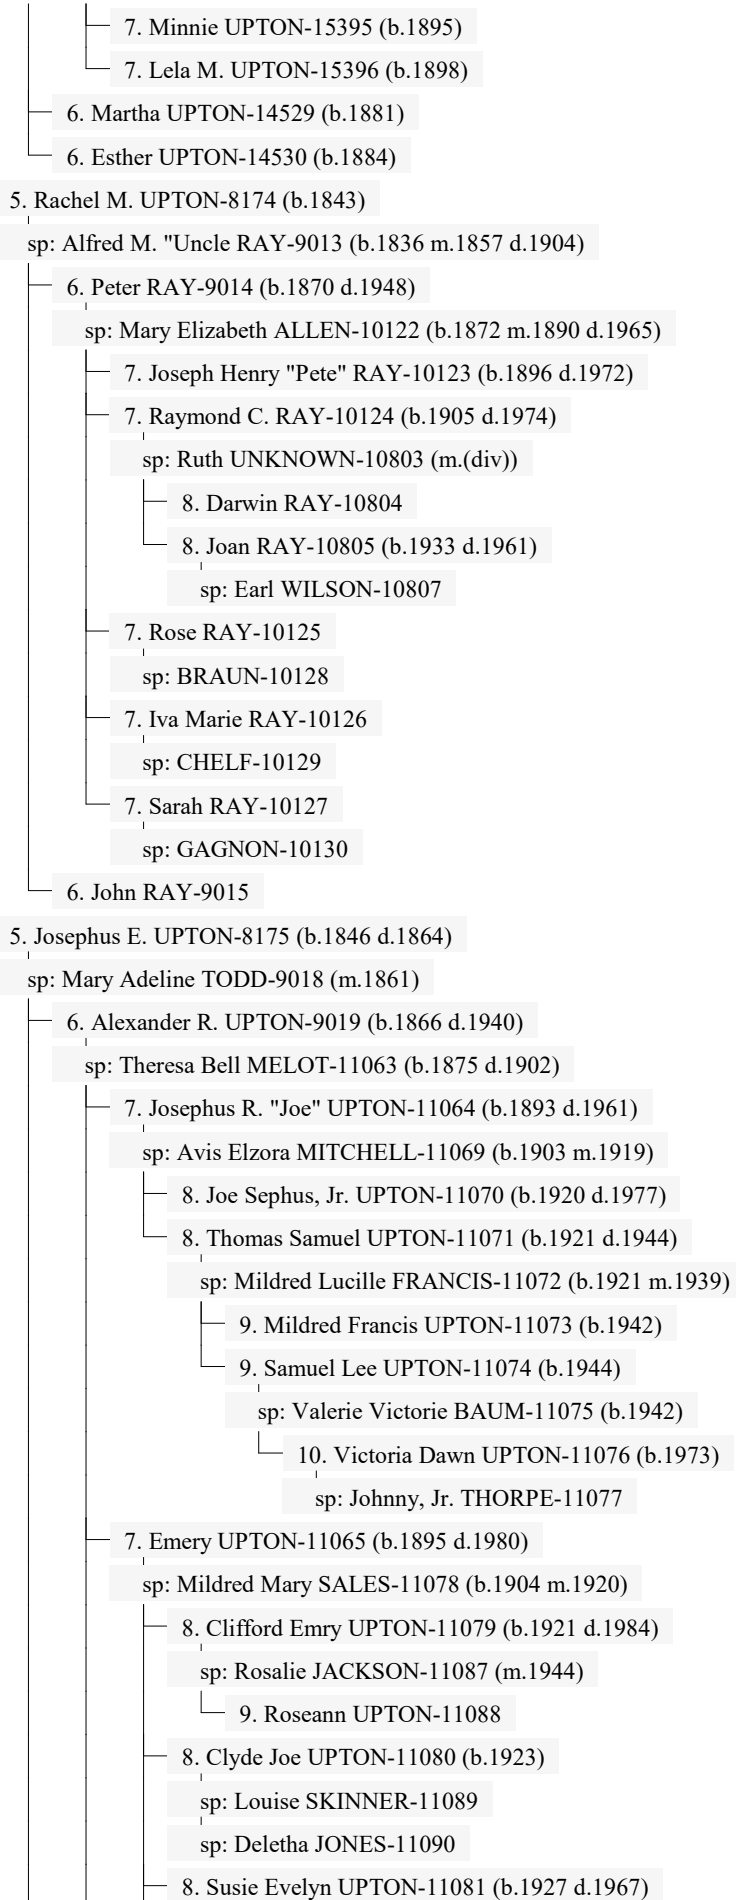 7. Minnie UPTON-15395 (b.1895)
7. Lela M. UPTON-15396 (b.1898)
6. Martha UPTON-14529 (b.1881)
6. Esther UPTON-14530 (b.1884)
5. Rachel M. UPTON-8174 (b.1843)
sp: Alfred M. "Uncle RAY-9013 (b.1836 m.1857 d.1904)
6. Peter RAY-9014 (b.1870 d.1948)
sp: Mary Elizabeth ALLEN-10122 (b.1872 m.1890 d.1965)
7. Joseph Henry "Pete" RAY-10123 (b.1896 d.1972)
7. Raymond C. RAY-10124 (b.1905 d.1974)
sp: Ruth UNKNOWN-10803 (m.(div))
8. Darwin RAY-10804
8. Joan RAY-10805 (b.1933 d.1961)
sp: Earl WILSON-10807
7. Rose RAY-10125
sp: BRAUN-10128
7. Iva Marie RAY-10126
sp: CHELF-10129
7. Sarah RAY-10127
sp: GAGNON-10130
6. John RAY-9015
5. Josephus E. UPTON-8175 (b.1846 d.1864)
sp: Mary Adeline TODD-9018 (m.1861)
6. Alexander R. UPTON-9019 (b.1866 d.1940)
sp: Theresa Bell MELOT-11063 (b.1875 d.1902)
7. Josephus R. "Joe" UPTON-11064 (b.1893 d.1961)
sp: Avis Elzora MITCHELL-11069 (b.1903 m.1919)
8. Joe Sephus, Jr. UPTON-11070 (b.1920 d.1977)
8. Thomas Samuel UPTON-11071 (b.1921 d.1944)
sp: Mildred Lucille FRANCIS-11072 (b.1921 m.1939)
9. Mildred Francis UPTON-11073 (b.1942)
9. Samuel Lee UPTON-11074 (b.1944)
sp: Valerie Victorie BAUM-11075 (b.1942)
10. Victoria Dawn UPTON-11076 (b.1973)
sp: Johnny, Jr. THORPE-11077
7. Emery UPTON-11065 (b.1895 d.1980)
sp: Mildred Mary SALES-11078 (b.1904 m.1920)
8. Clifford Emry UPTON-11079 (b.1921 d.1984)
sp: Rosalie JACKSON-11087 (m.1944)
9. Roseann UPTON-11088
8. Clyde Joe UPTON-11080 (b.1923)
sp: Louise SKINNER-11089
sp: Deletha JONES-11090
8. Susie Evelyn UPTON-11081 (b.1927 d.1967)